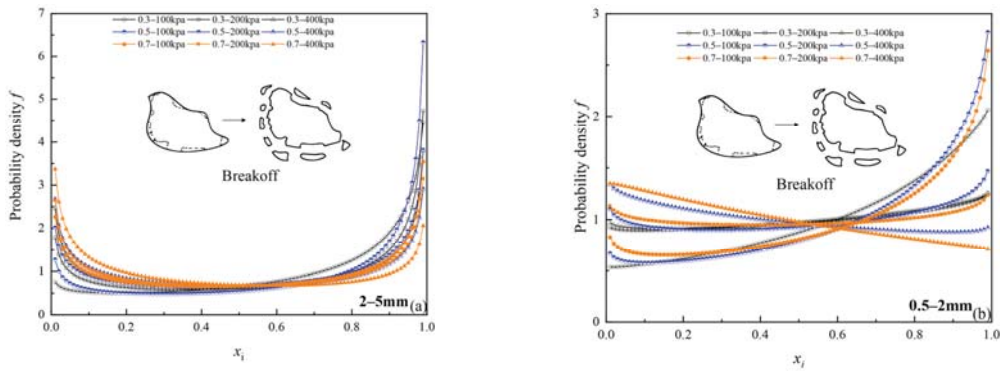 0.3–100kpa 0.3–200kpa 0.3–400kpa
0.5–100kpa 0.5–200kpa 0.5–400kpa
0.7–100kpa 0.7–200kpa 0.7–400kpa
7
6
5
4
3
2
1
0
Probability density f
Breakoff
2–5mm (a)
0.0 0.2 0.4 0.6 0.8 1.0
xi
0.3–100kpa 0.3–200kpa 0.3–400kpa
0.5–100kpa 0.5–200kpa 0.5–400kpa
0.7–100kpa 0.7–200kpa 0.7–400kpa
3
2
1
0
Probability density f
Breakoff
0.5–2mm (b)
0.0 0.2 0.4 0.6 0.8 1.0
xi